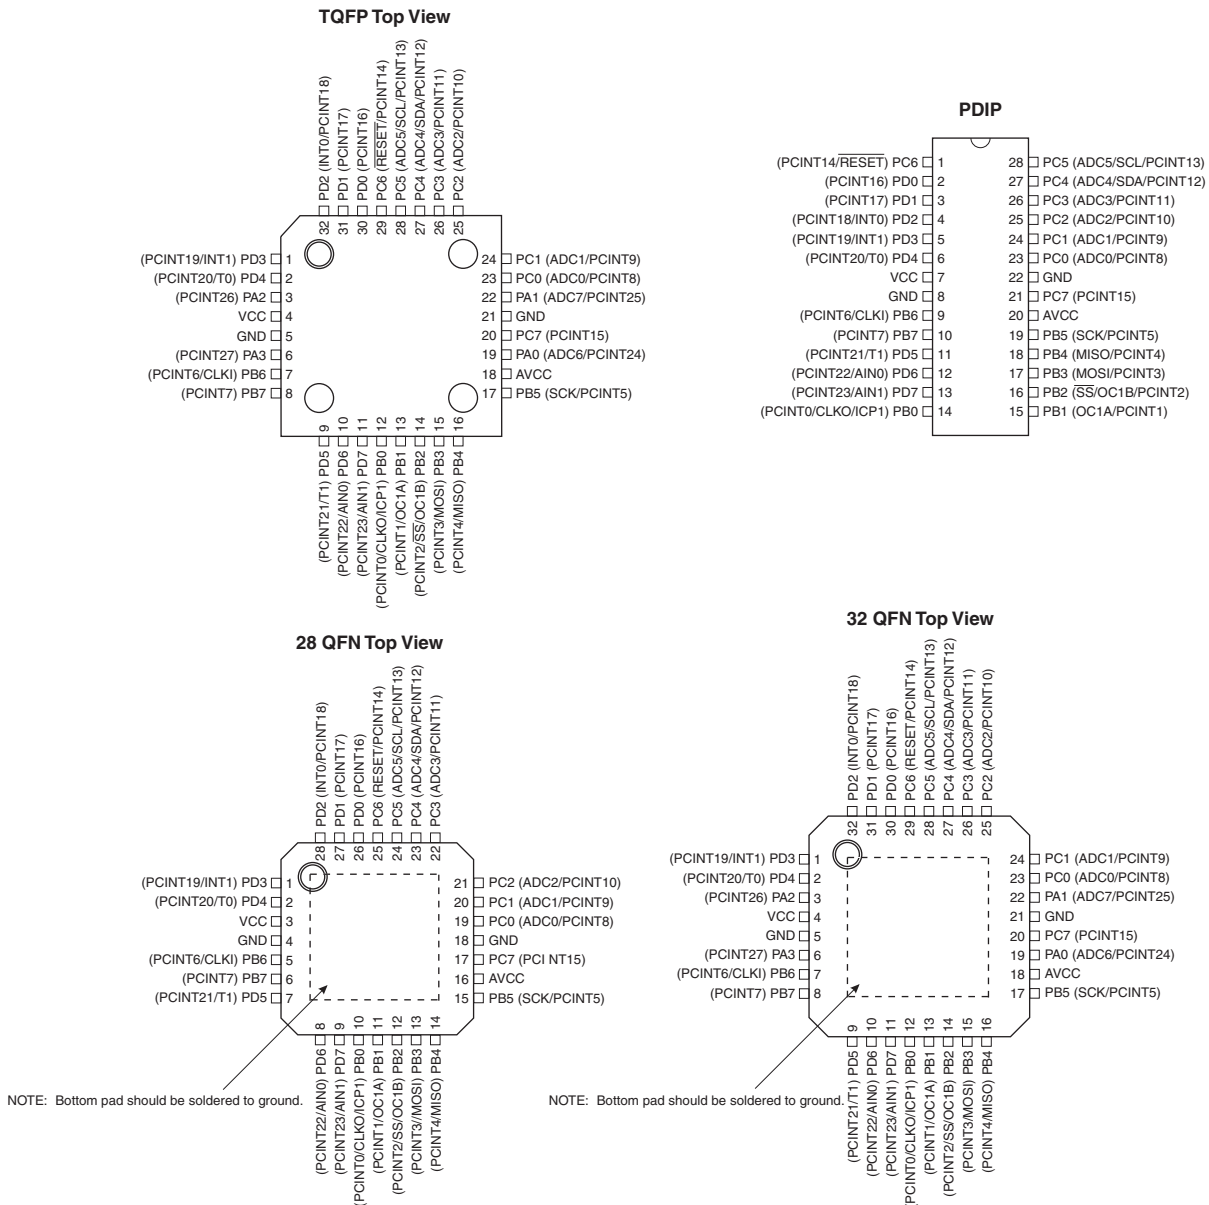 TQFP Top View
32 PD2 (INT0/PCINT18)
31 PD1 (PCINT17)
30 PD0 (PCINT16)
29 PC6 (RESET/PCINT14)
28 PC5 (ADC5/SCL/PCINT13)
27 PC4 (ADC4/SDA/PCINT12)
26 PC3 (ADC3/PCINT11)
25 PC2 (ADC2/PCINT10)
(PCINT19/INT1) PD3 1
(PCINT20/T0) PD4 2
(PCINT26) PA2 3
VCC 4
GND 5
(PCINT27) PA3 6
(PCINT6/CLKI) PB6 7
(PCINT7) PB7 8
24 PC1 (ADC1/PCINT9)
23 PC0 (ADC0/PCINT8)
22 PA1 (ADC7/PCINT25)
21 GND
20 PC7 (PCINT15)
19 PA0 (ADC6/PCINT24)
18 AVCC
17 PB5 (SCK/PCINT5)
(PCINT21/T1) PD5 9
(PCINT22/AIN0) PD6 10
(PCINT23/AIN1) PD7 11
(PCINT0/CLKO/ICP1) PB0 12
(PCINT1/OC1A) PB1 13
(PCINT2/SS/OC1B) PB2 14
(PCINT3/MOSI) PB3 15
(PCINT4/MISO) PB4 16
PDIP
(PCINT14/RESET) PC6 1
(PCINT16) PD0 2
(PCINT17) PD1 3
(PCINT18/INT0) PD2 4
(PCINT19/INT1) PD3 5
(PCINT20/T0) PD4 6
VCC 7
GND 8
(PCINT6/CLKI) PB6 9
(PCINT7) PB7 10
(PCINT21/T1) PD5 11
(PCINT22/AIN0) PD6 12
(PCINT23/AIN1) PD7 13
(PCINT0/CLKO/ICP1) PB0 14
28 PC5 (ADC5/SCL/PCINT13)
27 PC4 (ADC4/SDA/PCINT12)
26 PC3 (ADC3/PCINT11)
25 PC2 (ADC2/PCINT10)
24 PC1 (ADC1/PCINT9)
23 PC0 (ADC0/PCINT8)
22 GND
21 PC7 (PCINT15)
20 AVCC
19 PB5 (SCK/PCINT5)
18 PB4 (MISO/PCINT4)
17 PB3 (MOSI/PCINT3)
16 PB2 (SS/OC1B/PCINT2)
15 PB1 (OC1A/PCINT1)
28 QFN Top View
28 PD2 (INT0/PCINT18)
27 PD1 (PCINT17)
26 PD0 (PCINT16)
25 PC6 (RESET/PCINT14)
24 PC5 (ADC5/SCL/PCINT13)
23 PC4 (ADC4/SDA/PCINT12)
22 PC3 (ADC3/PCINT11)
(PCINT19/INT1) PD3 1
(PCINT20/T0) PD4 2
VCC 3
GND 4
(PCINT6/CLKI) PB6 5
(PCINT7) PB7 6
(PCINT21/T1) PD5 7
21 PC2 (ADC2/PCINT10)
20 PC1 (ADC1/PCINT9)
19 PC0 (ADC0/PCINT8)
18 GND
17 PC7 (PCI NT15)
16 AVCC
15 PB5 (SCK/PCINT5)
(PCINT22/AIN0) PD6 8
(PCINT23/AIN1) PD7 9
(PCINT0/CLKO/ICP1) PB0 10
(PCINT1/OC1A) PB1 11
(PCINT2/SS/OC1B) PB2 12
(PCINT3//MOSI) PB3 13
(PCINT4/MISO) PB4 14
NOTE: Bottom pad should be soldered to ground.
32 QFN Top View
32 PD2 (INT0/PCINT18)
31 PD1 (PCINT17)
30 PD0 (PCINT16)
29 PC6 (RESET/PCINT14)
28 PC5 (ADC5/SCL/PCINT13)
27 PC4 (ADC4/SDA/PCINT12)
26 PC3 (ADC3/PCINT11)
25 PC2 (ADC2/PCINT10)
(PCINT19/INT1) PD3 1
(PCINT20/T0) PD4 2
(PCINT26) PA2 3
VCC 4
GND 5
(PCINT27) PA3 6
(PCINT6/CLKI) PB6 7
(PCINT7) PB7 8
24 PC1 (ADC1/PCINT9)
23 PC0 (ADC0/PCINT8)
22 PA1 (ADC7/PCINT25)
21 GND
20 PC7 (PCINT15)
19 PA0 (ADC6/PCINT24)
18 AVCC
17 PB5 (SCK/PCINT5)
(PCINT21/T1) PD5 9
(PCINT22/AIN0) PD6 10
(PCINT23/AIN1) PD7 11
(PCINT0/CLKO/ICP1) PB0 12
(PCINT1/OC1A) PB1 13
(PCINT2/SS/OC1B) PB2 14
(PCINT3/MOSI) PB3 15
(PCINT4/MISO) PB4 16
NOTE: Bottom pad should be soldered to ground.